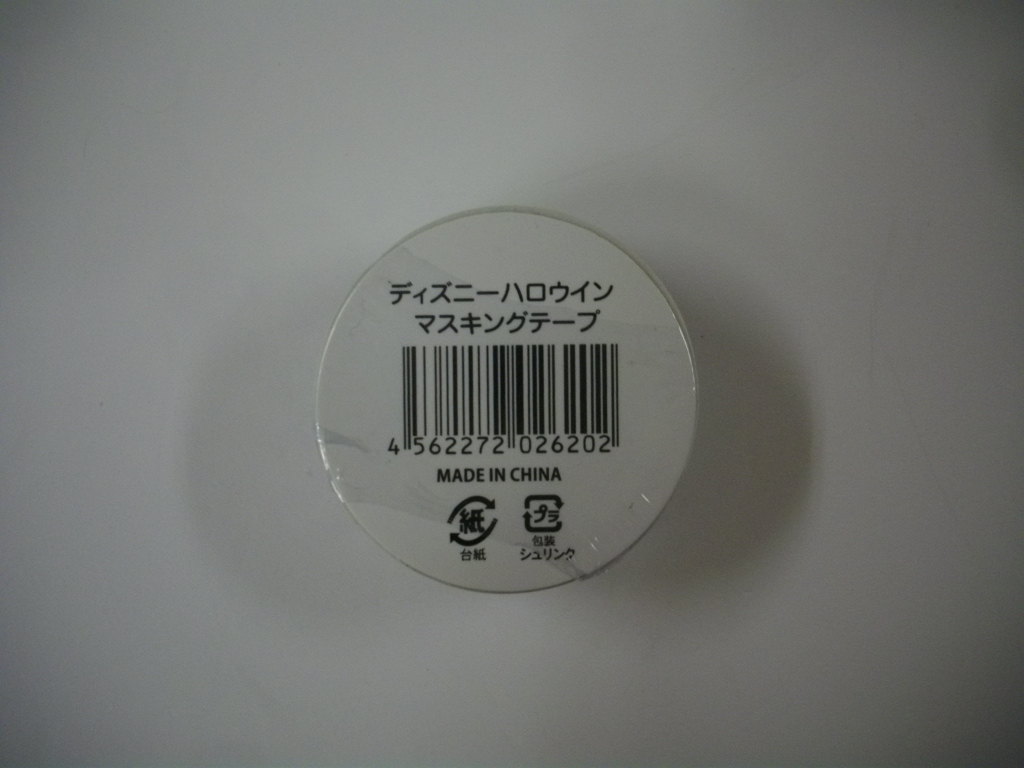 ディズニーハロウイン
マスキングテープ
4 562272 026202
MADE IN CHINA
紙 プラ
台紙 包装
シュリンク